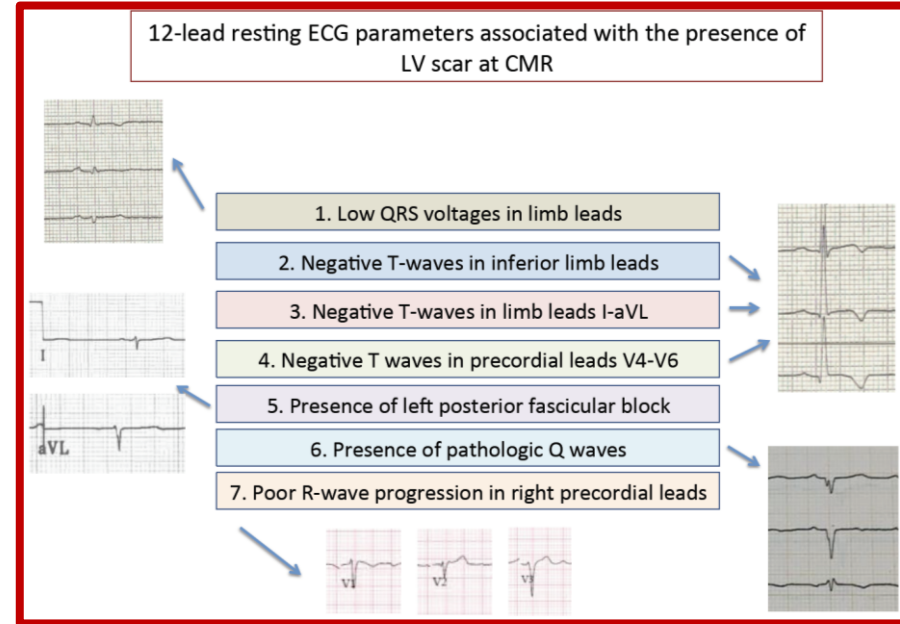 12-lead resting ECG parameters associated with the presence of
LV scar at CMR
1. Low QRS voltages in limb leads
2. Negative T-waves in inferior limb leads
3. Negative T-waves in limb leads I-aVL
4. Negative T waves in precordial leads V4-V6
5. Presence of left posterior fascicular block
6. Presence of pathologic Q waves
7. Poor R-wave progression in right precordial leads
I
aVL
V1
V2
V3